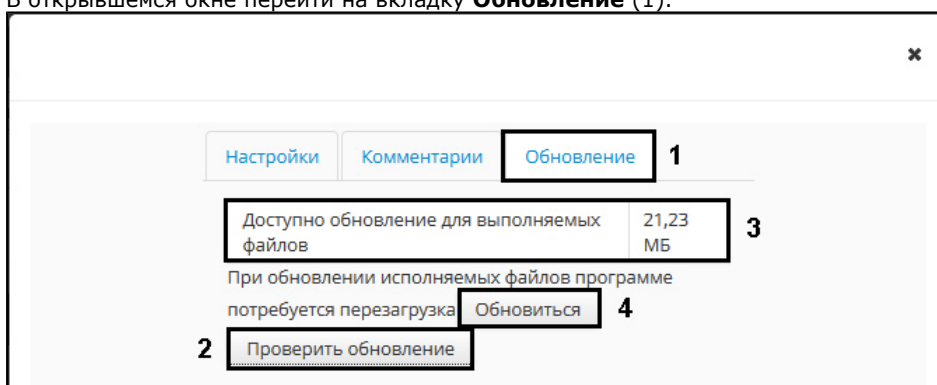 В открывшемся окне перейти на вкладку Обновление (1).
×
Настройки Комментарии Обновление 1
Доступно обновление для выполняемых 21,23
файлов МБ 3
При обновлении исполняемых файлов программе
потребуется перезагрузка Обновиться 4
2 Проверить обновление